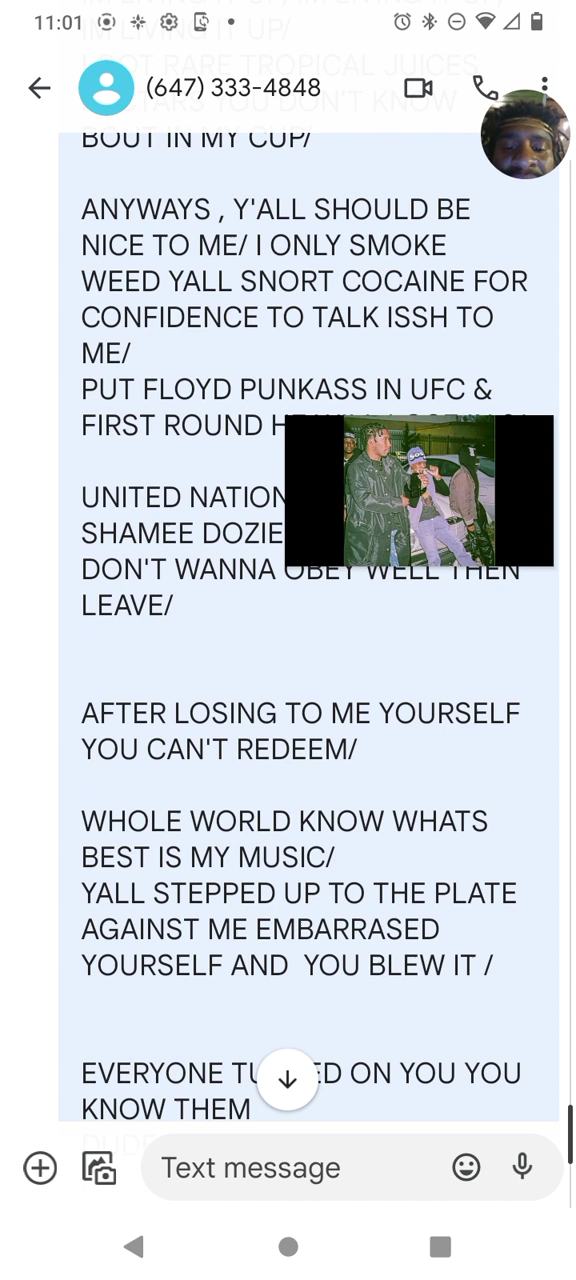 11:01
(647) 333-4848
BOUT IN MY CUP/
ANYWAYS , Y'ALL SHOULD BE
NICE TO ME/ I ONLY SMOKE
WEED YALL SNORT COCAINE FOR
CONFIDENCE TO TALK ISSH TO
ME/
PUT FLOYD PUNKASS IN UFC &
FIRST ROUND
UNITED
SHAMEE
DON'T WANNA OBEY WELL THEN
LEAVE/
AFTER LOSING TO ME YOURSELF
YOU CAN'T REDEEM/
WHOLE WORLD KNOW WHATS
BEST IS MY MUSIC/
YALL STEPPED UP TO THE PLATE
AGAINST ME EMBARRASED
YOURSELF AND YOU BLEW IT /
EVERYONE ON YOU YOU
KNOW THEM
Text message